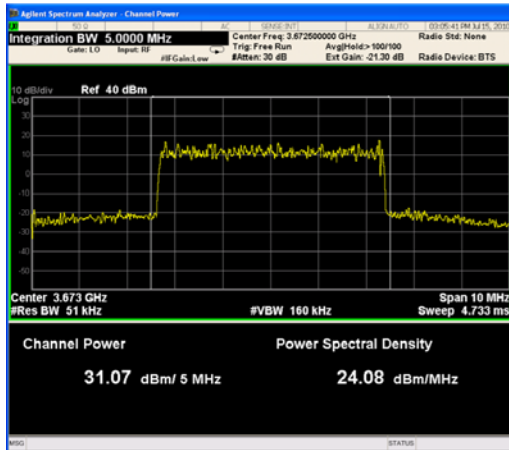 Agilent Spectrum Analyzer - Channel Power
50 Ω AC SENSE:INT ALIGN AUTO 03:05:41 PM Jul 15, 2010
Integration BW 5.0000 MHz Center Freq: 3.672500000 GHz Radio Std: None
Gate: LO Input: RF Trig: Free Run Avg|Hold:> 100/100
#IFGain:Low #Atten: 30 dB Ext Gain: -21.30 dB Radio Device: BTS
10 dB/div Ref 40 dBm
Log
30
20
10
0
-10
-20
-30
-40
-50
Center 3.673 GHz Span 10 MHz
#Res BW 51 kHz #VBW 160 kHz Sweep 4.733 ms
Channel Power Power Spectral Density
31.07 dBm/ 5 MHz 24.08 dBm/MHz
MSG STATUS